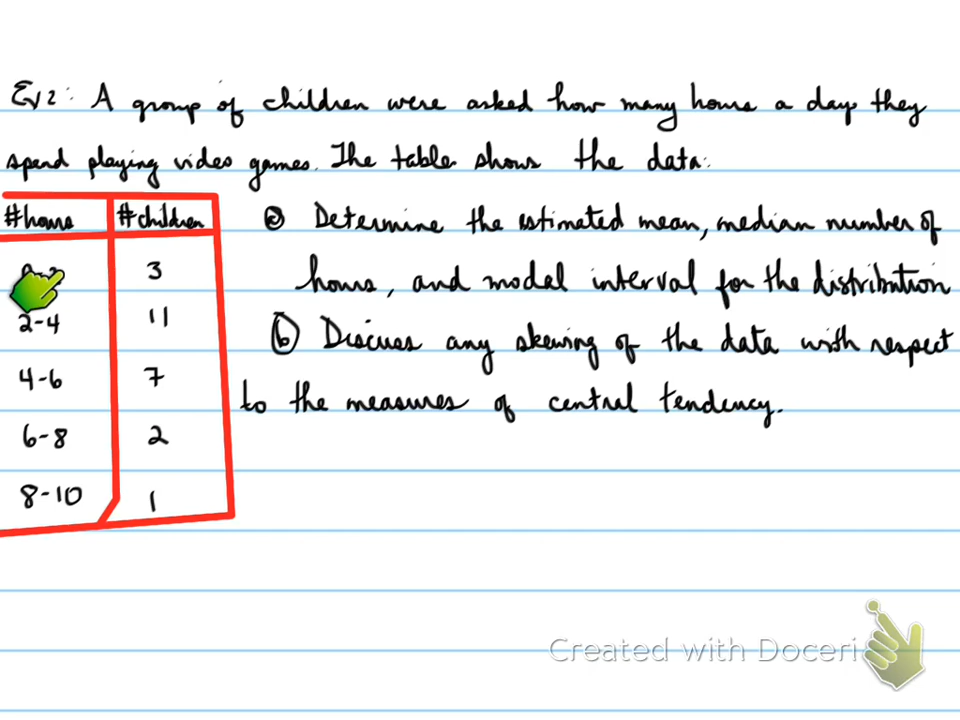 Ex2: A group of children were asked how many hours a day they
spend playing video games. The table shows the data:
#hours #children
3
2-4 11
4-6 7
6-8 2
8-10 1
ⓐ Determine the estimated mean, median number of
hours, and modal interval for the distribution
ⓑ Discuss any skewing of the data with respect
to the measures of central tendency.
Created with Doceri